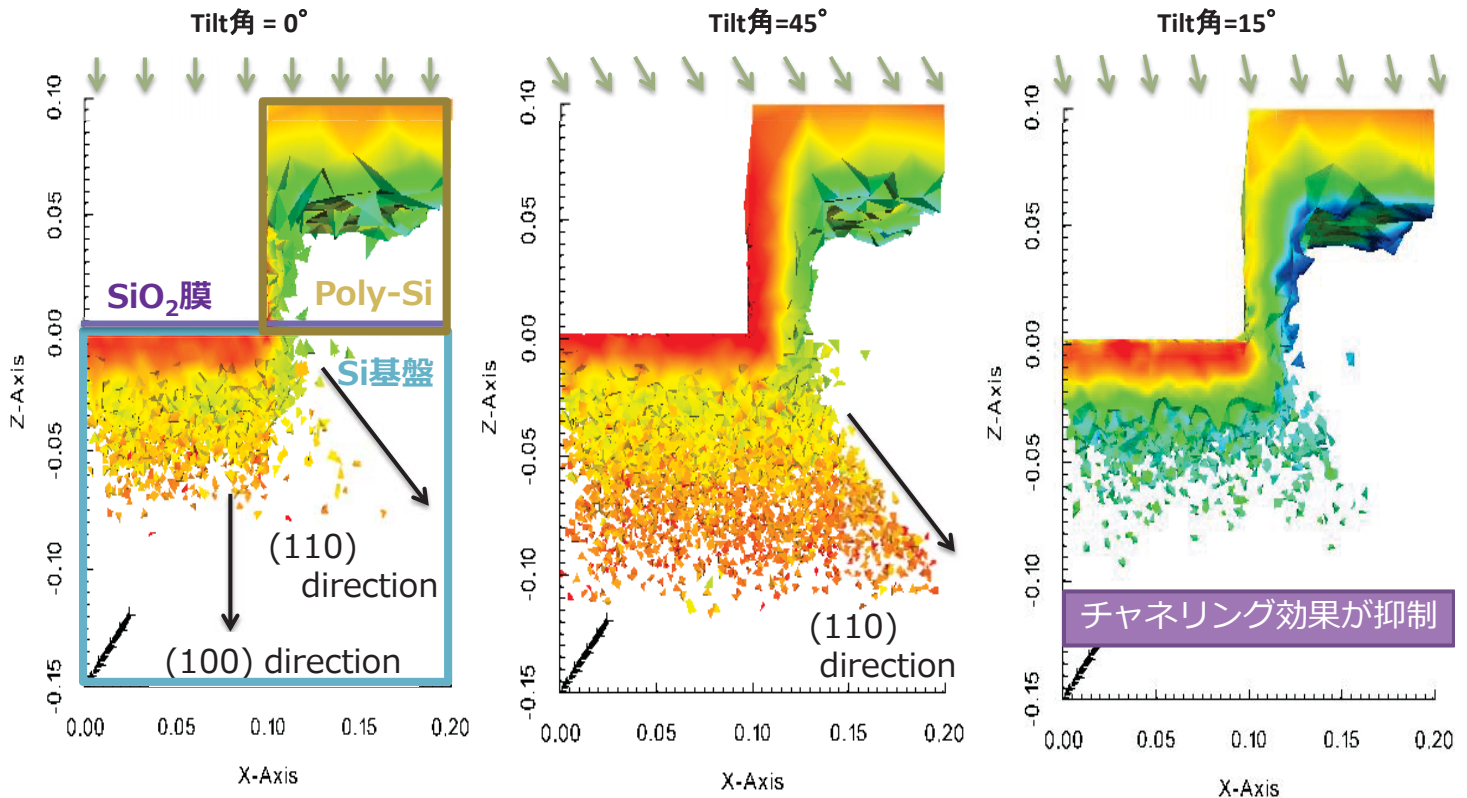 Tilt角 = 0°
0.10
0.05
0.00
-0.05
-0.10
-0.15
Z-Axis
SiO2膜
Poly-Si
Si基盤
(110)
direction
(100) direction
0.00 0.05 0.10 0.15 0.20
X-Axis
Tilt角=45°
0.10
0.05
0.00
-0.05
-0.10
-0.15
Z-Axis
(110)
direction
0.00 0.05 0.10 0.15 0.20
X-Axis
Tilt角=15°
0.10
0.05
0.00
-0.05
-0.10
-0.15
Z-Axis
チャネリング効果が抑制
0.00 0.05 0.10 0.15 0.20
X-Axis